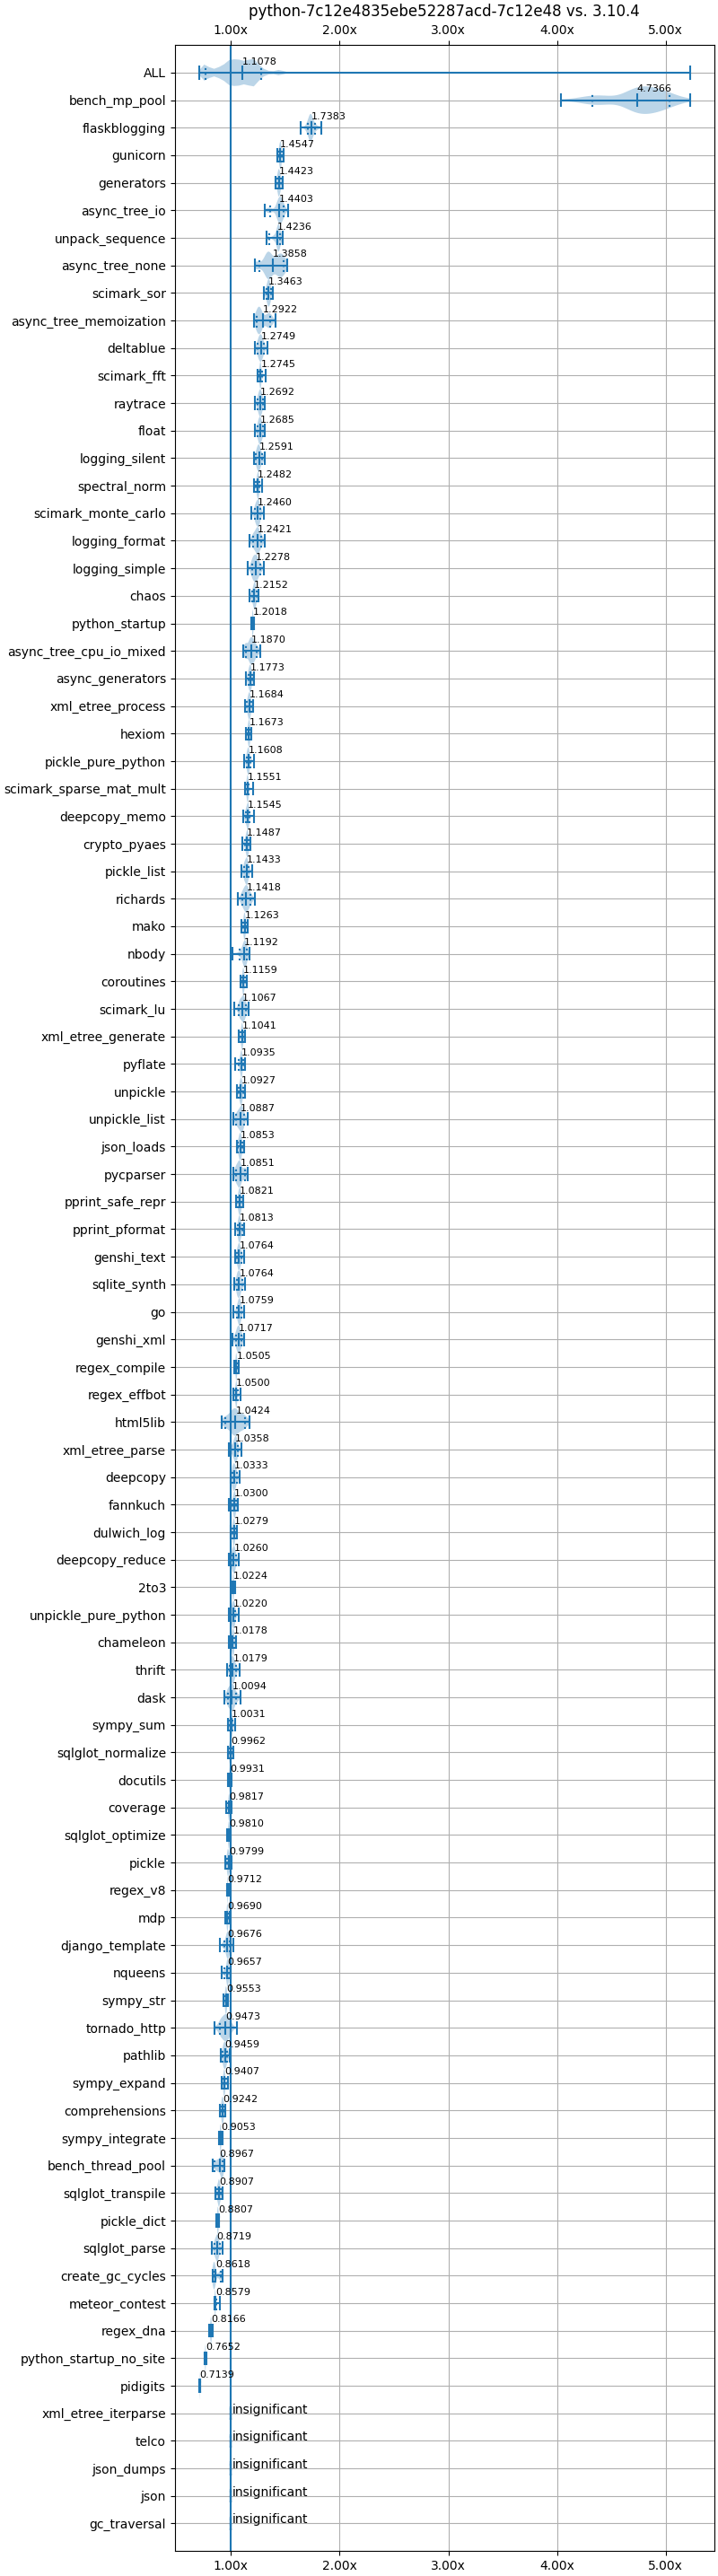 python-7c12e4835ebe52287acd-7c12e48 vs. 3.10.4
1.00x 2.00x 3.00x 4.00x 5.00x
ALL 1.1078
bench_mp_pool 4.7366
flaskblogging 1.7383
gunicorn 1.4547
generators 1.4423
async_tree_io 1.4403
unpack_sequence 1.4236
async_tree_none 1.3858
scimark_sor 1.3463
async_tree_memoization 1.2922
deltablue 1.2749
scimark_fft 1.2745
raytrace 1.2692
float 1.2685
logging_silent 1.2591
spectral_norm 1.2482
scimark_monte_carlo 1.2460
logging_format 1.2421
logging_simple 1.2278
chaos 1.2152
python_startup 1.2018
async_tree_cpu_io_mixed 1.1870
async_generators 1.1773
xml_etree_process 1.1684
hexiom 1.1673
pickle_pure_python 1.1608
scimark_sparse_mat_mult 1.1551
deepcopy_memo 1.1545
crypto_pyaes 1.1487
pickle_list 1.1433
richards 1.1418
mako 1.1263
nbody 1.1192
coroutines 1.1159
scimark_lu 1.1067
xml_etree_generate 1.1041
pyflate 1.0935
unpickle 1.0927
unpickle_list 1.0887
json_loads 1.0853
pycparser 1.0851
pprint_safe_repr 1.0821
pprint_pformat 1.0813
genshi_text 1.0764
sqlite_synth 1.0764
go 1.0759
genshi_xml 1.0717
regex_compile 1.0505
regex_effbot 1.0500
html5lib 1.0424
xml_etree_parse 1.0358
deepcopy 1.0333
fannkuch 1.0300
dulwich_log 1.0279
deepcopy_reduce 1.0260
2to3 1.0224
unpickle_pure_python 1.0220
chameleon 1.0178
thrift 1.0179
dask 1.0094
sympy_sum 1.0031
sqlglot_normalize 0.9962
docutils 0.9931
coverage 0.9817
sqlglot_optimize 0.9810
pickle 0.9799
regex_v8 0.9712
mdp 0.9690
django_template 0.9676
nqueens 0.9657
sympy_str 0.9553
tornado_http 0.9473
pathlib 0.9459
sympy_expand 0.9407
comprehensions 0.9242
sympy_integrate 0.9053
bench_thread_pool 0.8967
sqlglot_transpile 0.8907
pickle_dict 0.8807
sqlglot_parse 0.8719
create_gc_cycles 0.8618
meteor_contest 0.8579
regex_dna 0.8166
python_startup_no_site 0.7652
pidigits 0.7139
xml_etree_iterparse insignificant
telco insignificant
json_dumps insignificant
json insignificant
gc_traversal insignificant
1.00x 2.00x 3.00x 4.00x 5.00x